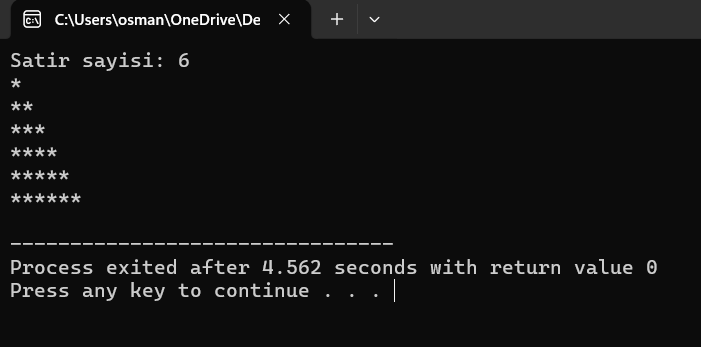 C:\Users\osman\OneDrive\De
Satir sayisi: 6
*
**
***
****
*****
******
--------------------------------
Process exited after 4.562 seconds with return value 0
Press any key to continue . . .